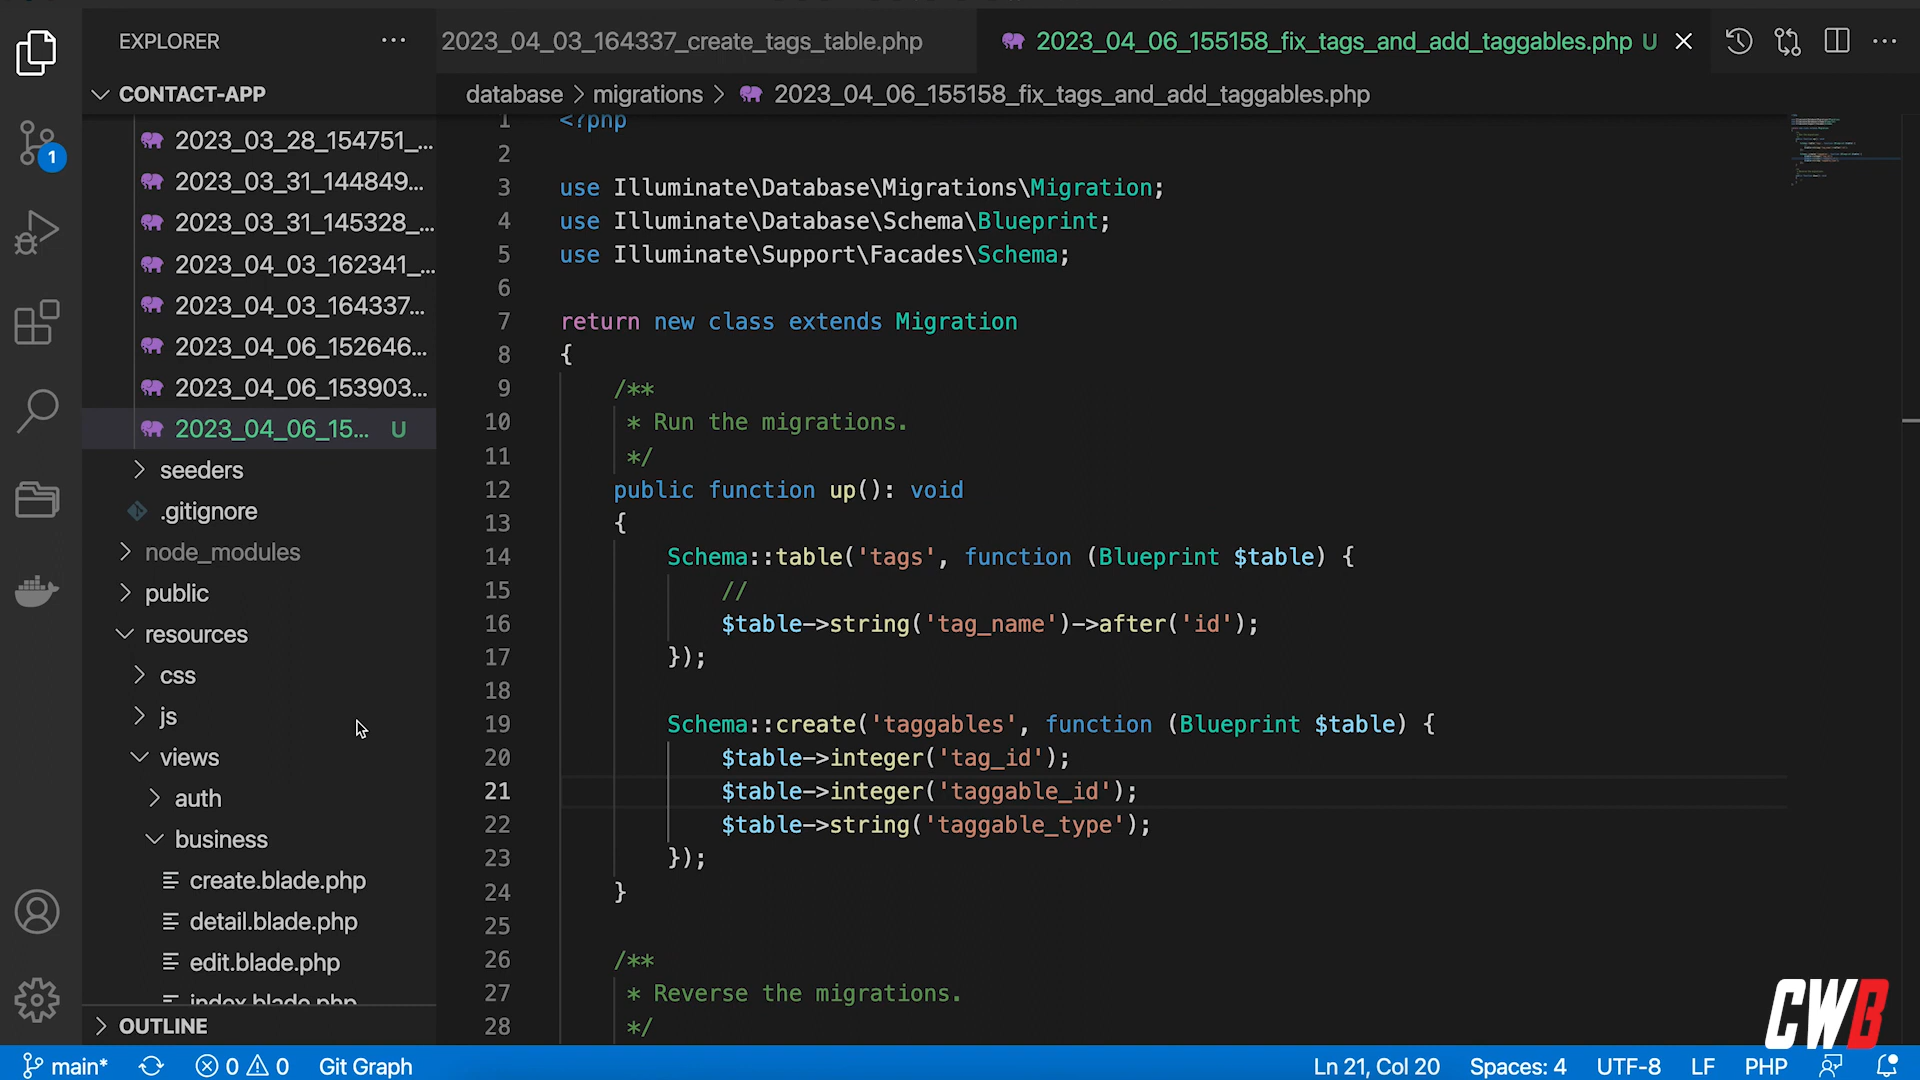 EXPLORER
2023_04_03_164337_create_tags_table.php
2023_04_06_155158_fix_tags_and_add_taggables.php U
CONTACT-APP
database > migrations > 2023_04_06_155158_fix_tags_and_add_taggables.php
1
2023_03_28_154751_...
2023_03_31_144849...
2023_03_31_145328_...
2023_04_03_162341_...
2023_04_03_164337...
2023_04_06_152646...
2023_04_06_153903...
2023_04_06_15... U
seeders
.gitignore
node_modules
public
resources
css
js
views
auth
business
create.blade.php
detail.blade.php
edit.blade.php
index.blade.php
OUTLINE
1 <?php
2
3 use Illuminate\Database\Migrations\Migration;
4 use Illuminate\Database\Schema\Blueprint;
5 use Illuminate\Support\Facades\Schema;
6
7 return new class extends Migration
8 {
9 /**
10 * Run the migrations.
11 */
12 public function up(): void
13 {
14 Schema::table('tags', function (Blueprint $table) {
15 //
16 $table->string('tag_name')->after('id');
17 });
18
19 Schema::create('taggables', function (Blueprint $table) {
20 $table->integer('tag_id');
21 $table->integer('taggable_id');
22 $table->string('taggable_type');
23 });
24 }
25
26 /**
27 * Reverse the migrations.
28 */
CWB
main* 0 0 Git Graph Ln 21, Col 20 Spaces: 4 UTF-8 LF PHP